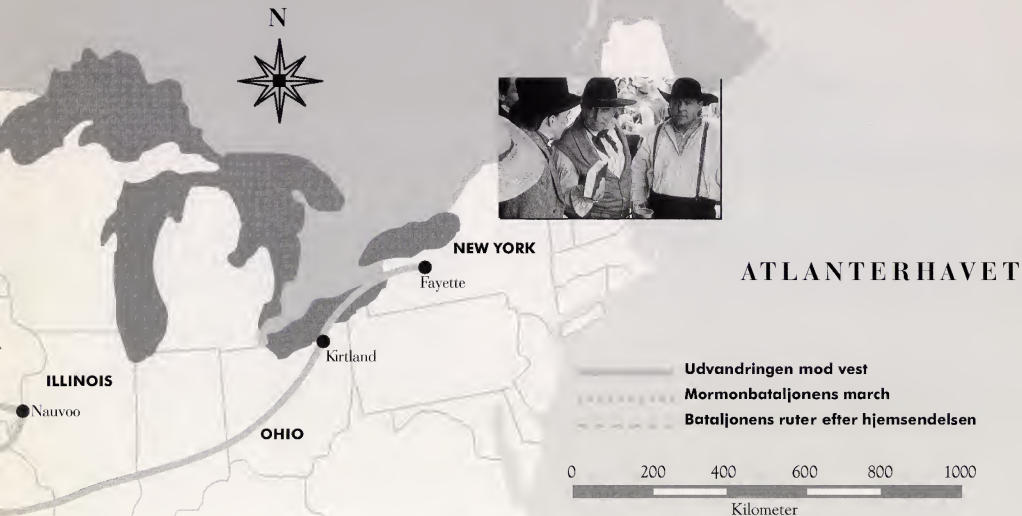 N
NEW YORK
Fayette
ATLANTERHAVET
Kirtland
Udvandringen mod vest
ILLINOIS
Mormonbataljonens march
Nauvoo
Bataljonens ruter efter hjemsendelsen
OHIO
0 200 400 600 800 1000
Kilometer